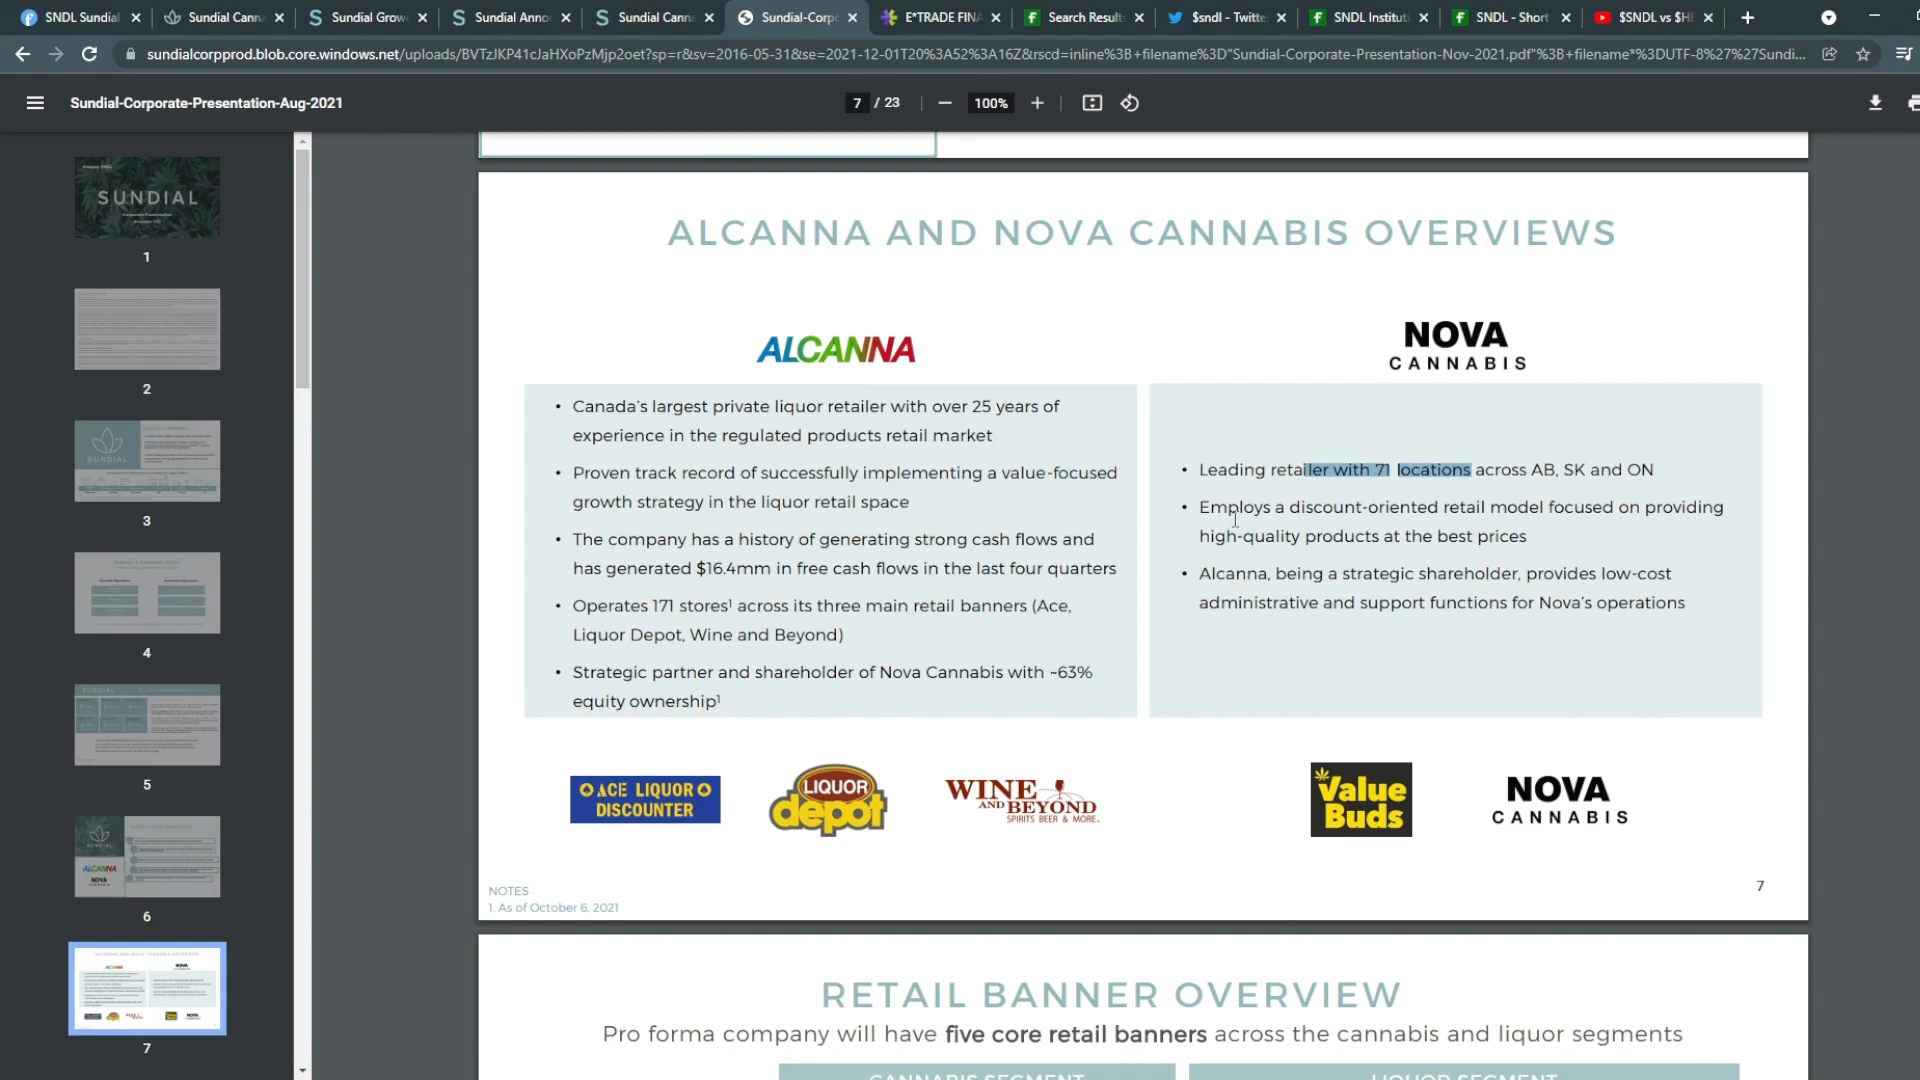 SNDL Sundial
Sundial Canna
Sundial Grow
Sundial Anno
Sundial Canna
Sundial-Corpo
E*TRADE FINA
Search Result
$sndl - Twitte
SNDL Institut
SNDL - Short
$SNDL vs $HE
sundialcorpprod.blob.core.windows.net/uploads/BVTzJKP41cJaHXoPzMjp2oet?sp=r&sv=2016-05-31&se=2021-12-01T20%3A52%3A16Z&rscd=inline%3B+filename%3D"Sundial-Corporate-Presentation-Nov-2021.pdf"%3B+filename*%3DUTF-8%27%27Sundi...
Sundial-Corporate-Presentation-Aug-2021
7 / 23
100%
SUNDIAL
1
2
3
4
5
6
7
ALCANNA AND NOVA CANNABIS OVERVIEWS
ALCANNA
• Canada's largest private liquor retailer with over 25 years of
experience in the regulated products retail market
• Proven track record of successfully implementing a value-focused
growth strategy in the liquor retail space
• The company has a history of generating strong cash flows and
has generated $16.4mm in free cash flows in the last four quarters
• Operates 171 stores¹ across its three main retail banners (Ace,
Liquor Depot, Wine and Beyond)
• Strategic partner and shareholder of Nova Cannabis with ~63%
equity ownership¹
NOVA
CANNABIS
• Leading retailer with 71 locations across AB, SK and ON
• Employs a discount-oriented retail model focused on providing
high-quality products at the best prices
• Alcanna, being a strategic shareholder, provides low-cost
administrative and support functions for Nova's operations
ACE LIQUOR
DISCOUNTER
LIQUOR
depot
WINE
AND BEYOND
SPIRITS BEER & MORE.
Value
Buds
NOVA
CANNABIS
NOTES
1. As of October 6, 2021
7
RETAIL BANNER OVERVIEW
Pro forma company will have five core retail banners across the cannabis and liquor segments
CANNABIS SEGMENT
LIQUOR SEGMENT